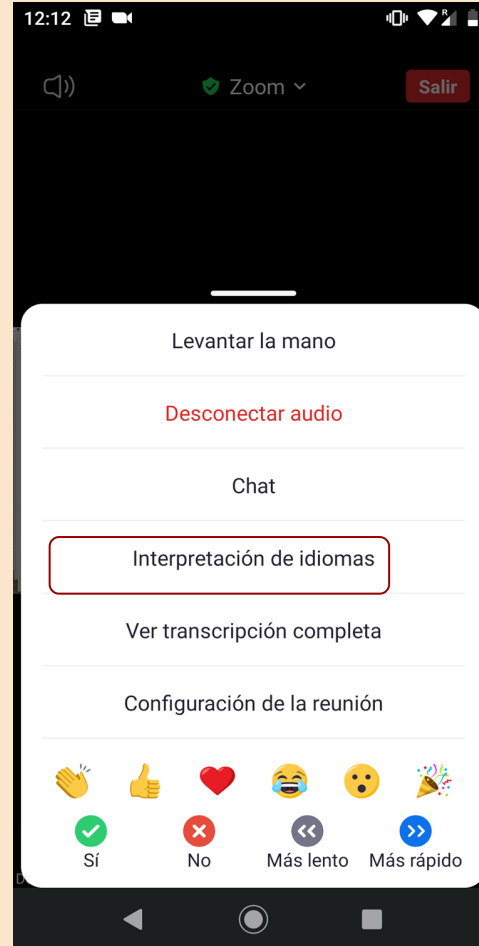 12:12
R
Zoom
Salir
Levantar la mano
Desconectar audio
Chat
Interpretación de idiomas
Ver transcripción completa
Configuración de la reunión
Sí No Más lento Más rápido
D